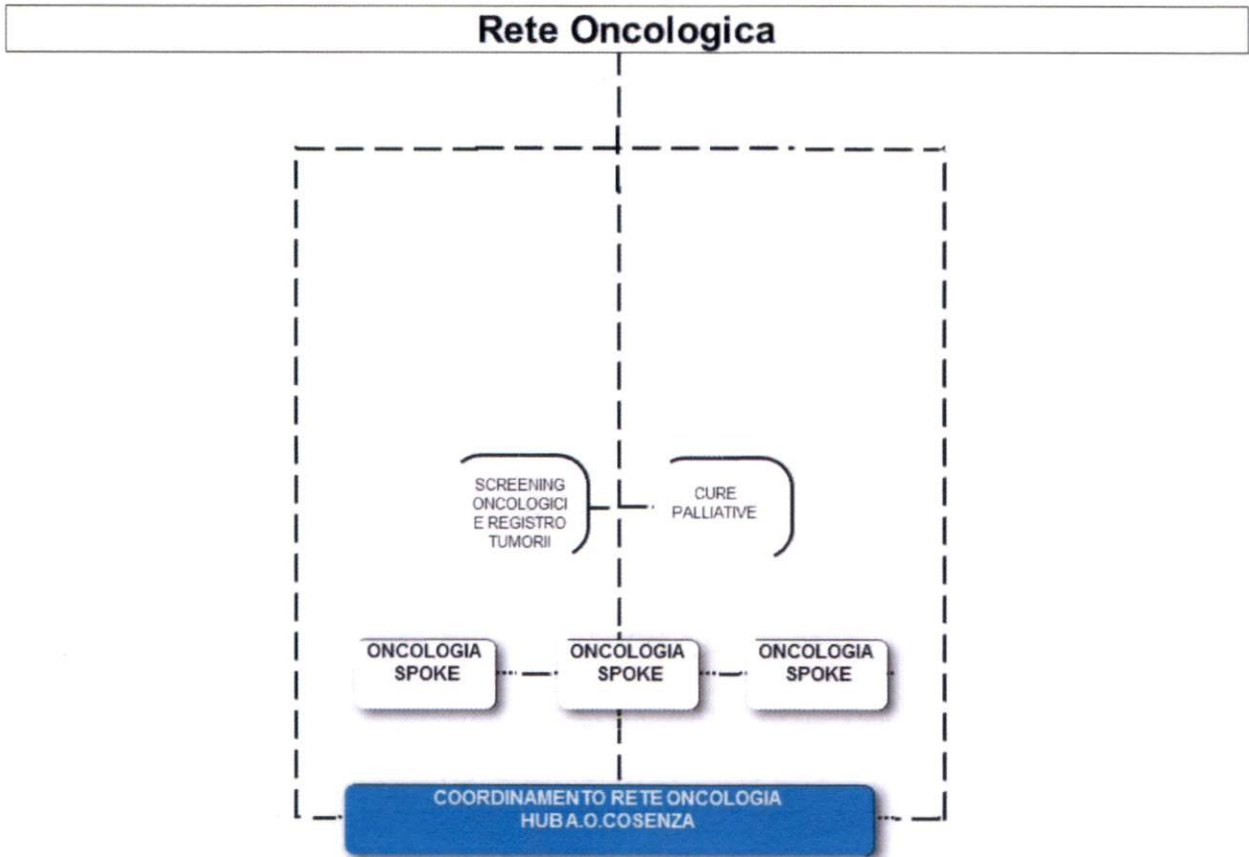 Rete Oncologica
SCREENING
ONCOLOGICI
E REGISTRO
TUMORII
CURE
PALLIATIVE
ONCOLOGIA
SPOKE
ONCOLOGIA
SPOKE
ONCOLOGIA
SPOKE
COORDINAMENTO RETE ONCOLOGIA
HUB A.O.COSENZA